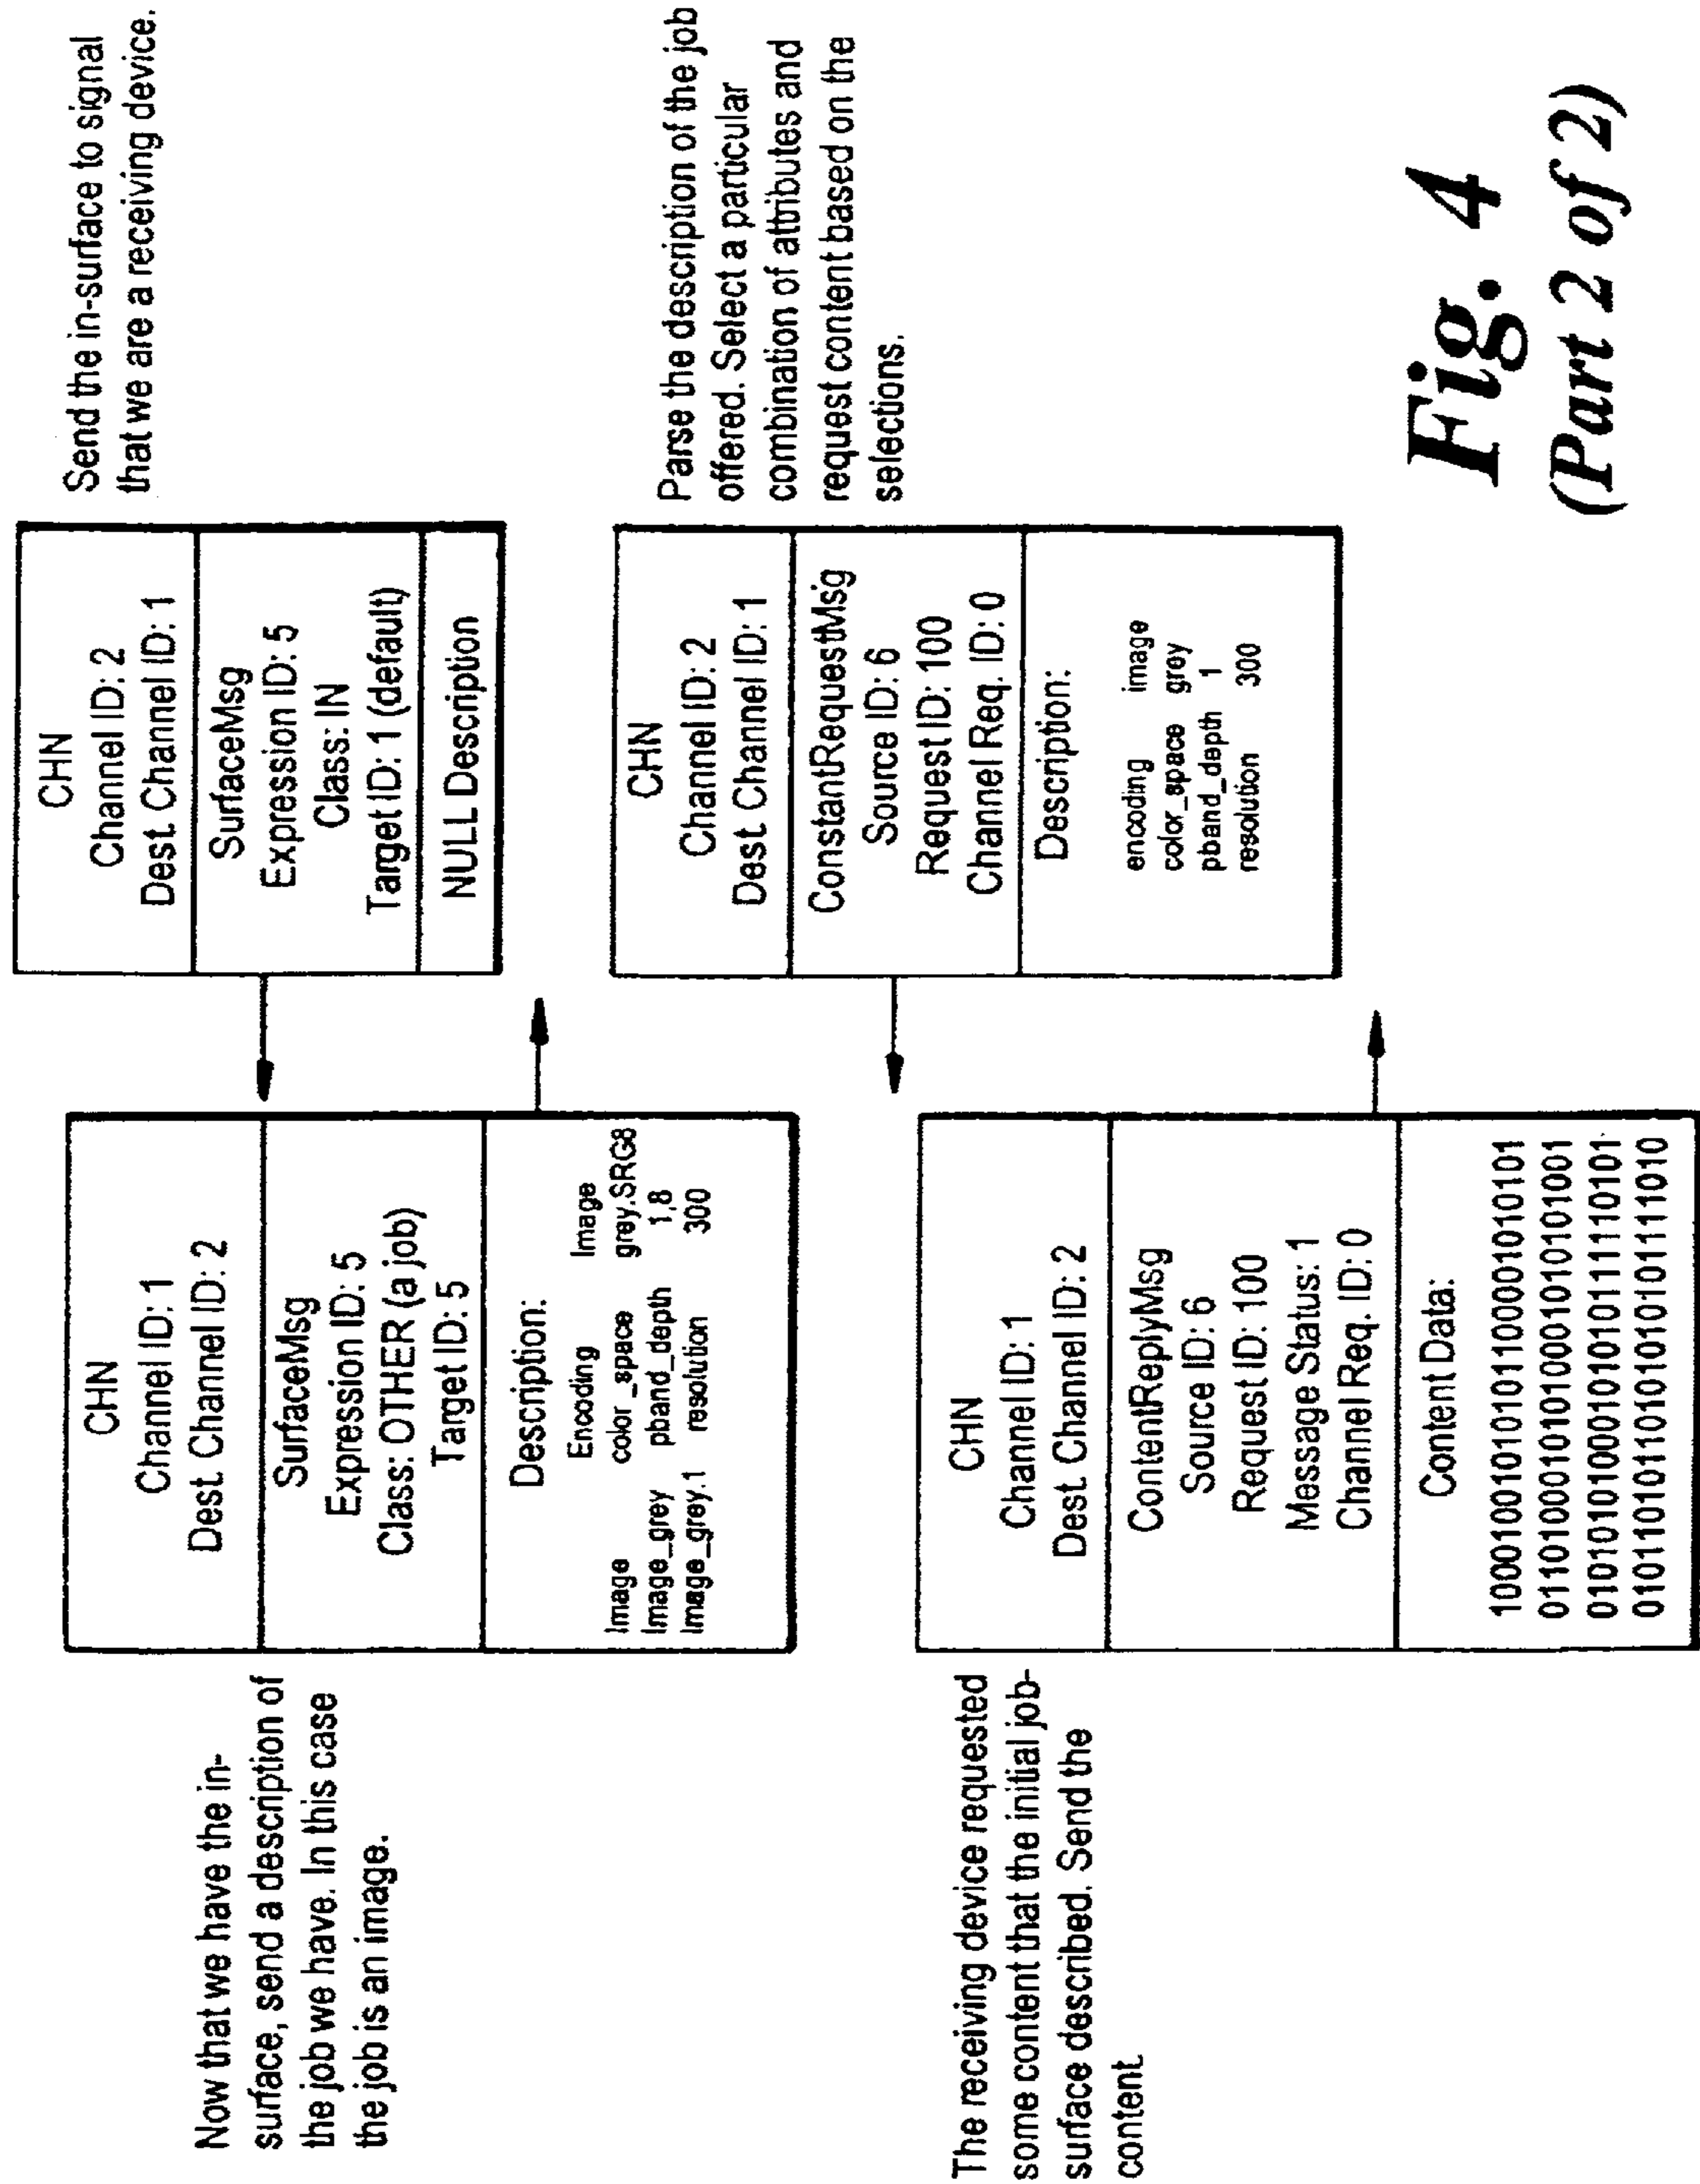 CHN
Channel ID: 2
Dest. Channel ID: 1
SurfaceMsg
Expression ID: 5
Class: IN
Target ID: 1 (default)
NULL Description
Send the in-surface to signal
that we are a receiving device.
Now that we have the in-
surface, send a description of
the job we have. In this case
the job is an image.
CHN
Channel ID: 1
Dest. Channel ID: 2
SurfaceMsg
Expression ID: 5
Class: OTHER (a job)
Target ID: 5
Description:
Encoding Image
Image color_space grey.SRG8
Image_grey pband_depth 1,8
Image_grey.1 resolution 300
CHN
Channel ID: 2
Dest. Channel ID: 1
ConstantRequestMsg
Source ID: 6
Request ID: 100
Channel Req. ID: 0
Description:
encoding image
color_space grey
pband_depth 1
resolution 300
Parse the description of the job
offered. Select a particular
combination of attributes and
request content based on the
selections.
The receiving device requested
some content that the initial job-
surface described. Send the
content.
CHN
Channel ID: 1
Dest. Channel ID: 2
ContentReplyMsg
Source ID: 6
Request ID: 100
Message Status: 1
Channel Req. ID: 0
Content Data:
Fig. 4
(Part 2 of 2)